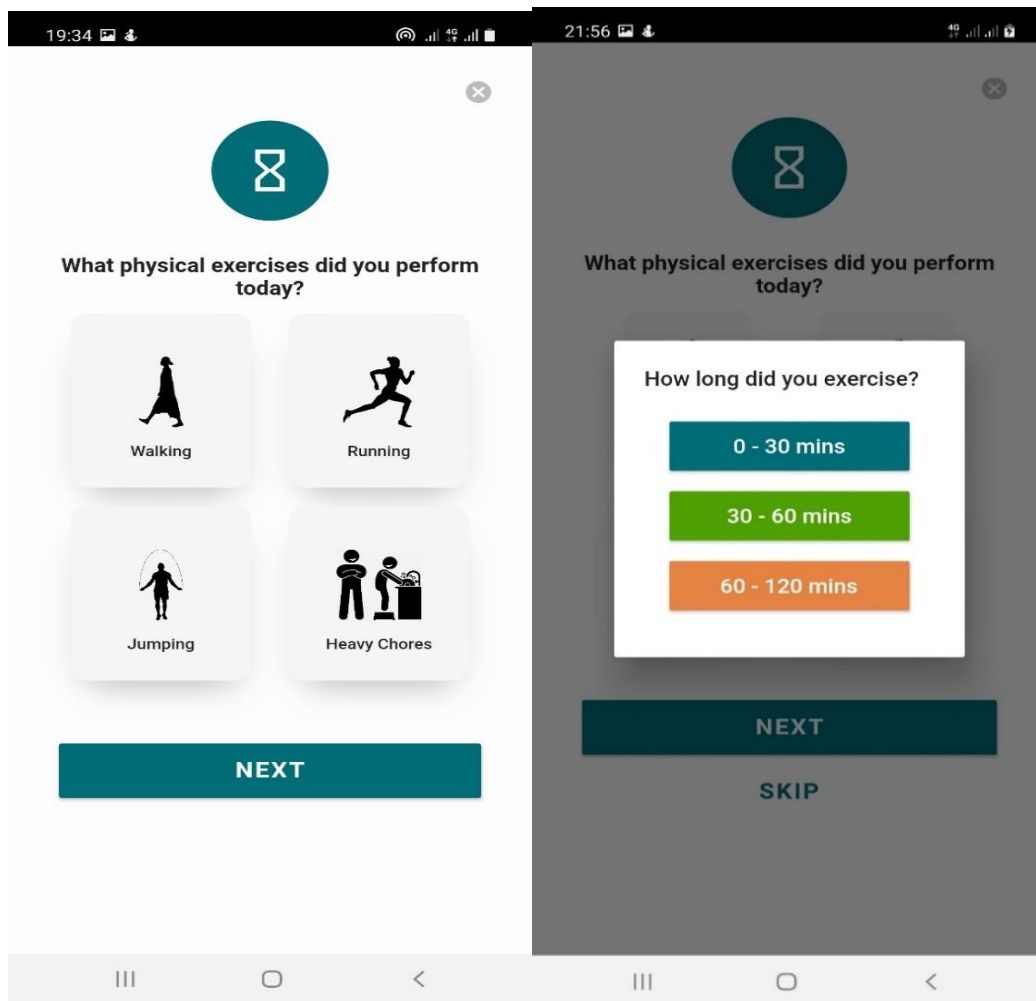 19:34
4G
What physical exercises did you perform
today?
Walking
Running
Jumping
Heavy Chores
NEXT
21:56
4G
What physical exercises did you perform
today?
How long did you exercise?
0 - 30 mins
30 - 60 mins
60 - 120 mins
NEXT
SKIP